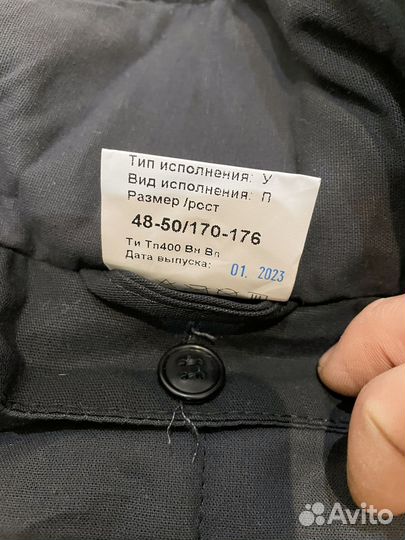 Тип исполнения: У
Вид исполнения: П
Размер /рост
48-50/170-176
Ти Тп400 Вн Вп
Дата выпуска: 01. 2023
Avito